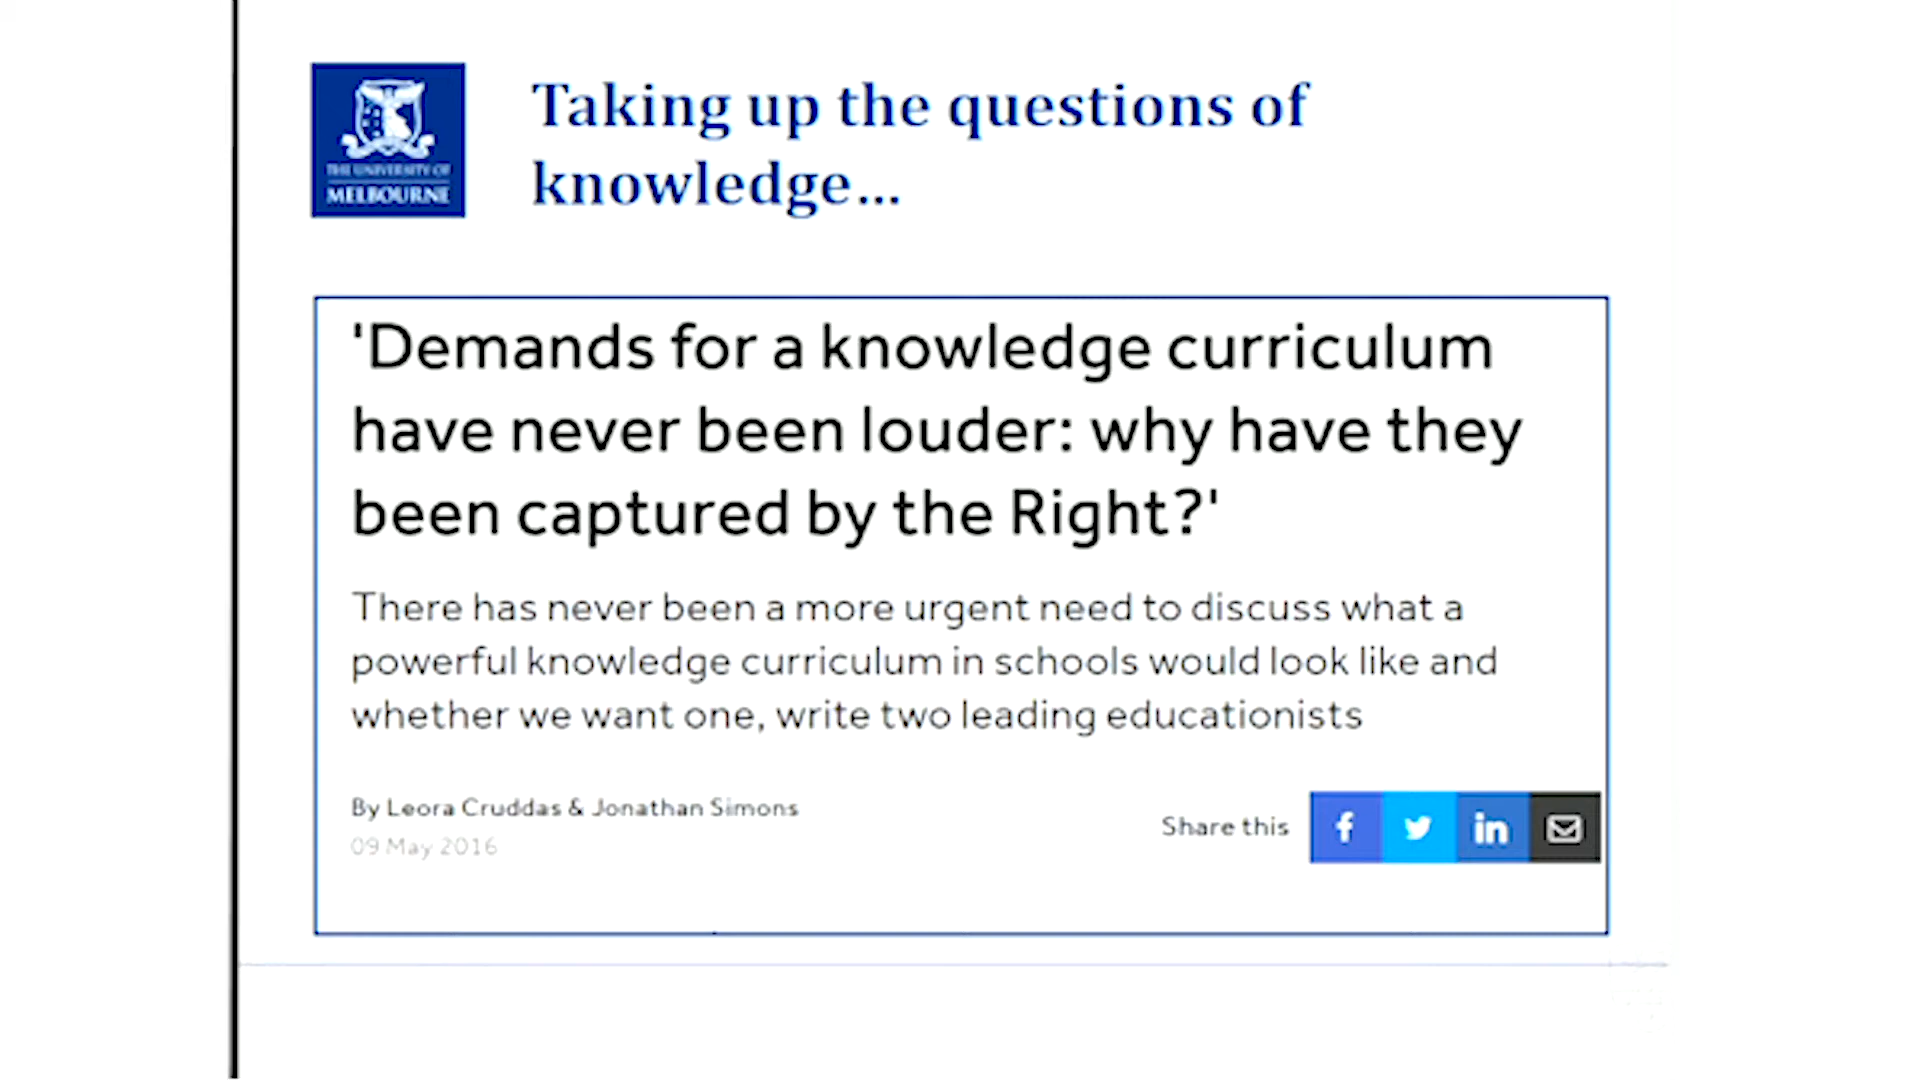 THE UNIVERSITY OF
MELBOURNE
Taking up the questions of
knowledge...
'Demands for a knowledge curriculum
have never been louder: why have they
been captured by the Right?'
There has never been a more urgent need to discuss what a
powerful knowledge curriculum in schools would look like and
whether we want one, write two leading educationists
By Leora Cruddas & Jonathan Simons
09 May 2016
Share this
f
in